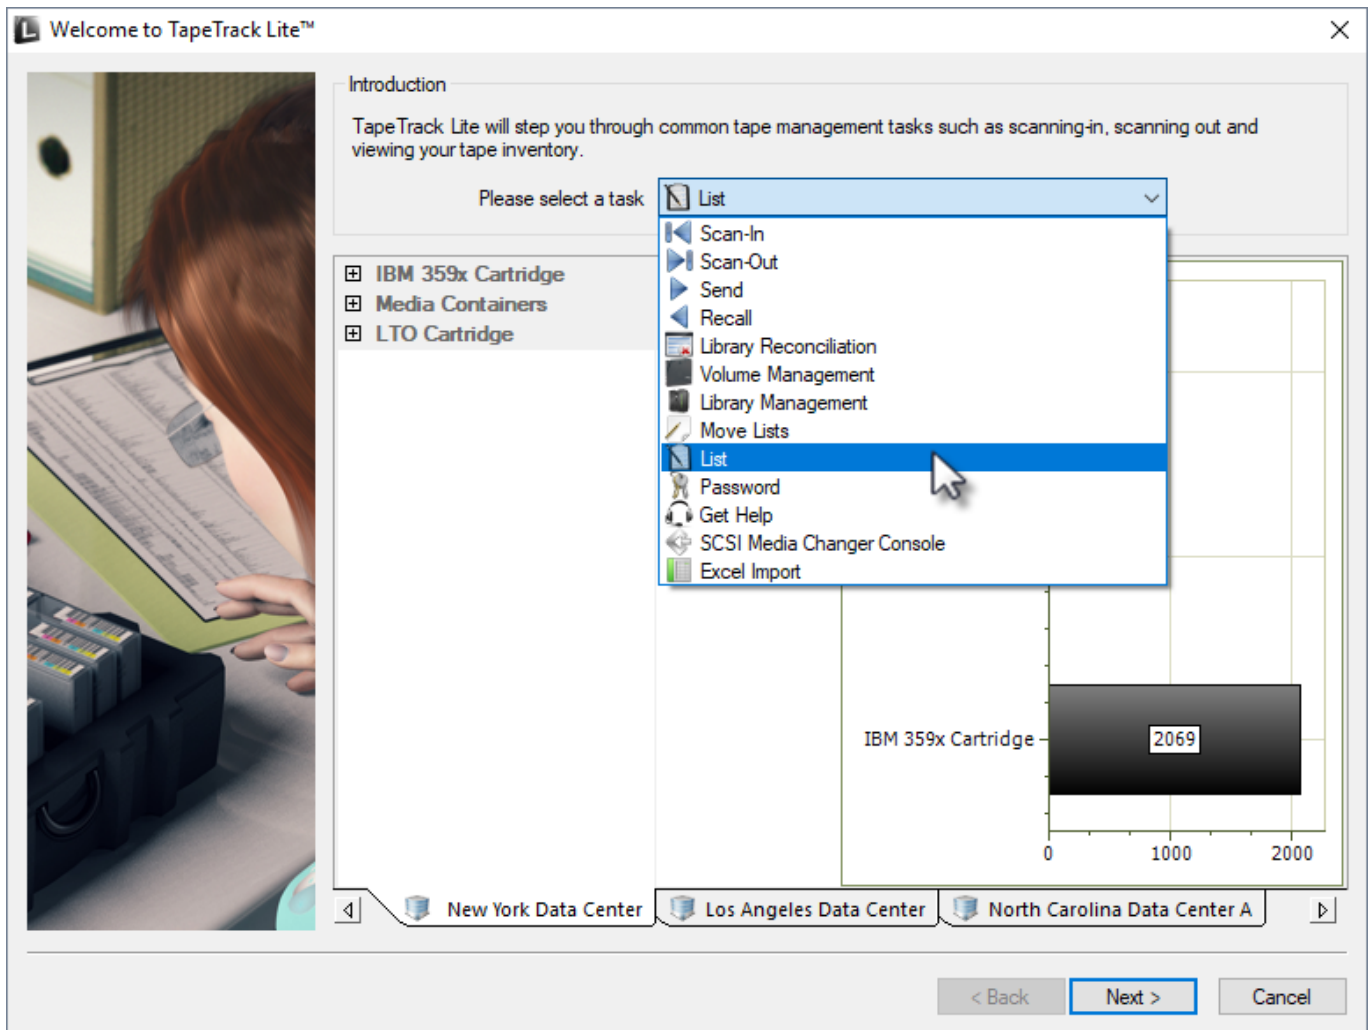 Welcome to TapeTrack Lite™
Introduction
TapeTrack Lite will step you through common tape management tasks such as scanning-in, scanning out and
viewing your tape inventory.
Please select a task
List
Scan-In
Scan-Out
Send
Recall
Library Reconciliation
Volume Management
Library Management
Move Lists
List
Password
Get Help
SCSI Media Changer Console
Excel Import
IBM 359x Cartridge
Media Containers
LTO Cartridge
IBM 359x Cartridge
2069
0 1000 2000
New York Data Center
Los Angeles Data Center
North Carolina Data Center A
< Back
Next >
Cancel